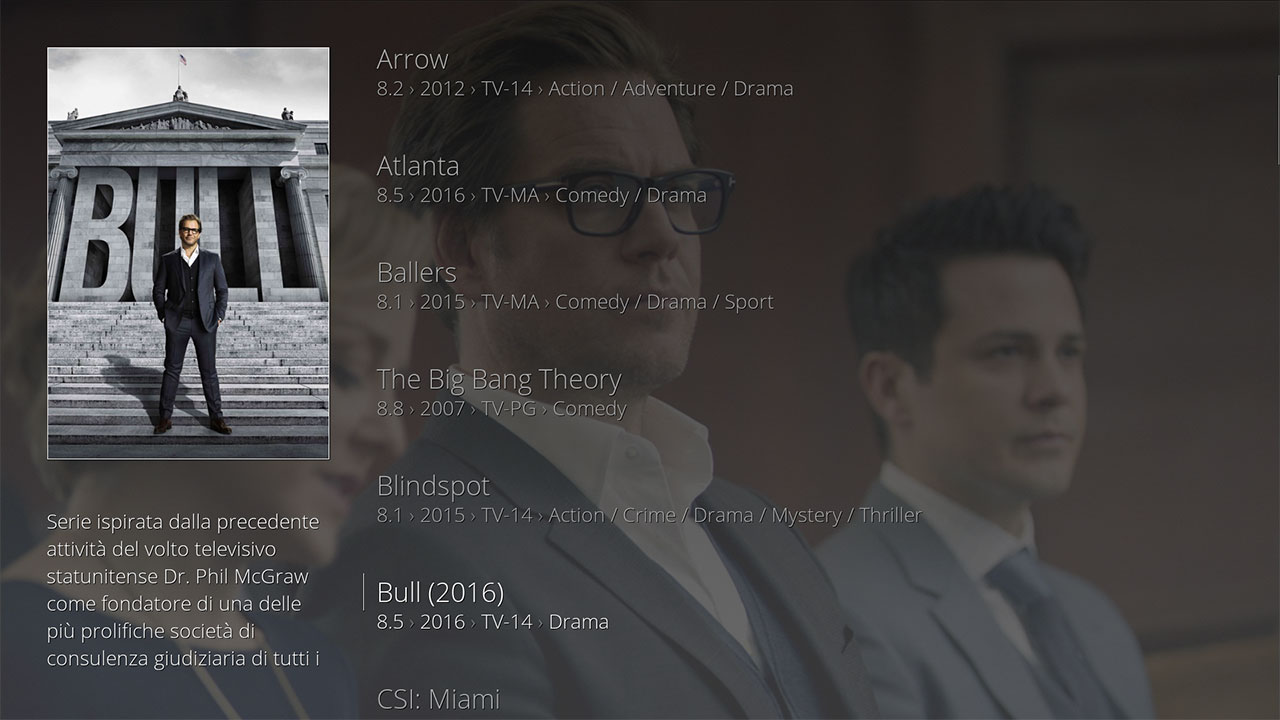 BULL
Serie ispirata dalla precedente
attività del volto televisivo
statunitense Dr. Phil McGraw
come fondatore di una delle
più prolifiche società di
consulenza giudiziaria di tutti i
Arrow
8.2 › 2012 › TV-14 › Action / Adventure / Drama
Atlanta
8.5 › 2016 › TV-MA › Comedy / Drama
Ballers
8.1 › 2015 › TV-MA › Comedy / Drama / Sport
The Big Bang Theory
8.8 › 2007 › TV-PG › Comedy
Blindspot
8.1 › 2015 › TV-14 › Action / Crime / Drama / Mystery / Thriller
Bull (2016)
8.5 › 2016 › TV-14 › Drama
CSI: Miami